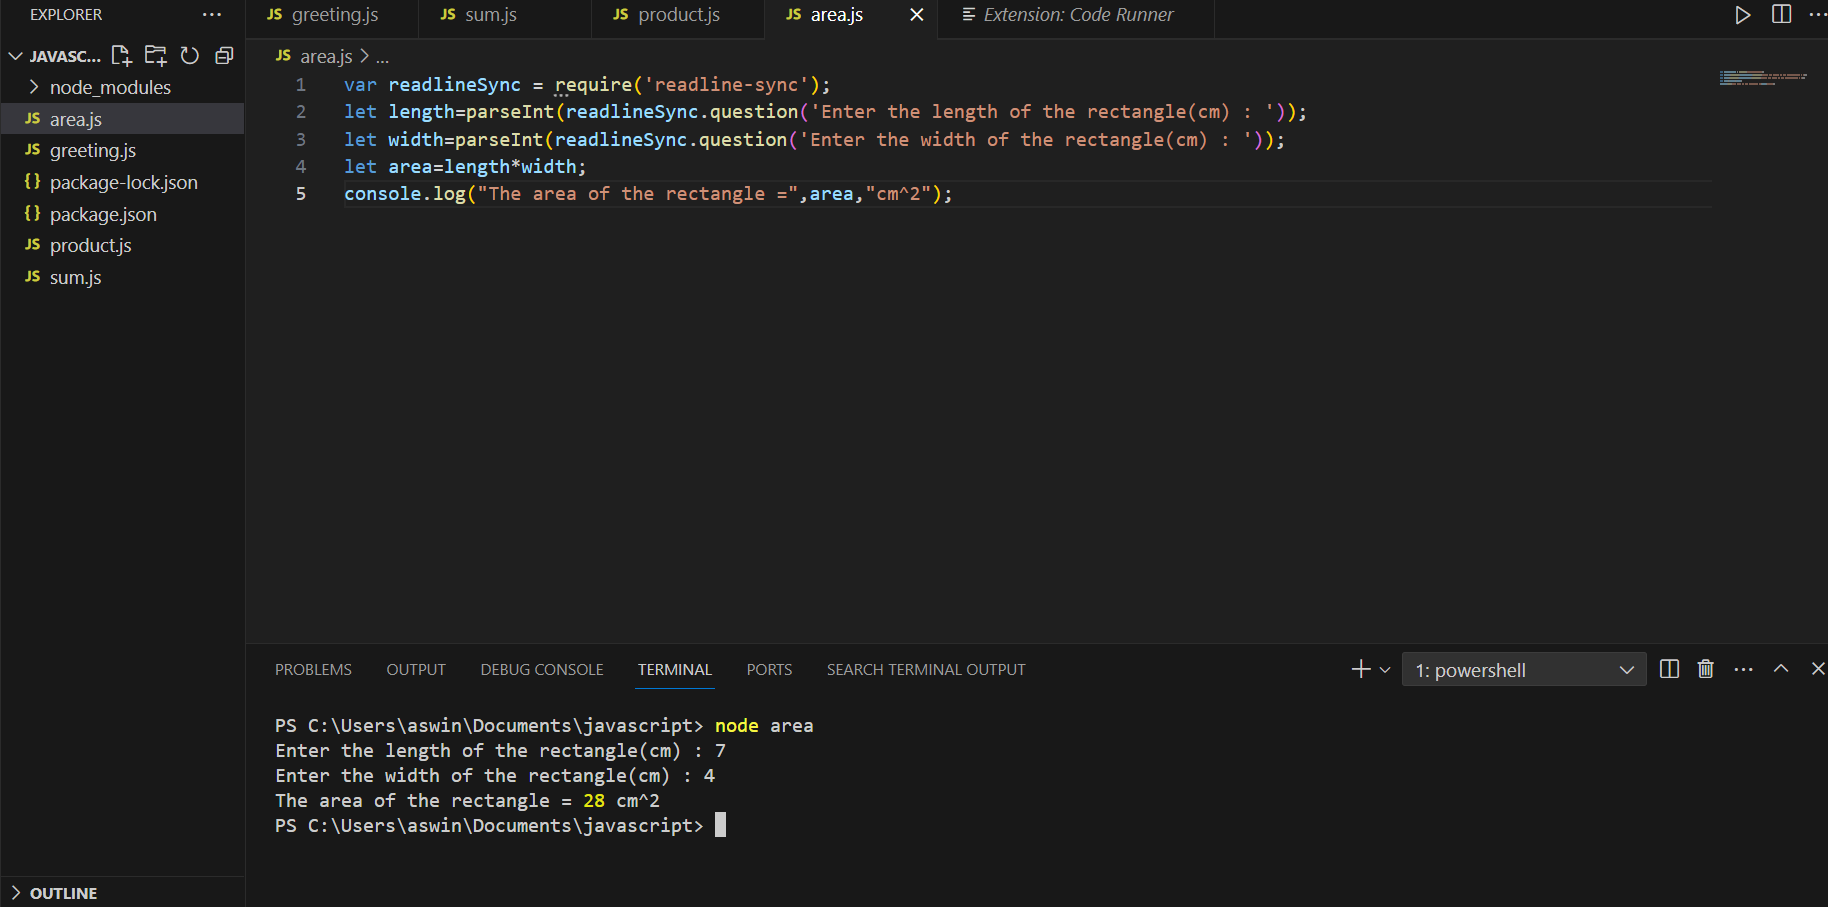 EXPLORER
JAVASC...
node_modules
JS area.js
JS greeting.js
{} package-lock.json
{} package.json
JS product.js
JS sum.js
OUTLINE
JS greeting.js
JS sum.js
JS product.js
JS area.js
Extension: Code Runner
JS area.js > ...
1 var readlineSync = require('readline-sync');
2 let length=parseInt(readlineSync.question('Enter the length of the rectangle(cm) : '));
3 let width=parseInt(readlineSync.question('Enter the width of the rectangle(cm) : '));
4 let area=length*width;
5 console.log("The area of the rectangle =",area,"cm^2");
PROBLEMS OUTPUT DEBUG CONSOLE TERMINAL PORTS SEARCH TERMINAL OUTPUT
1: powershell
PS C:\Users\aswin\Documents\javascript> node area
Enter the length of the rectangle(cm) : 7
Enter the width of the rectangle(cm) : 4
The area of the rectangle = 28 cm^2
PS C:\Users\aswin\Documents\javascript>